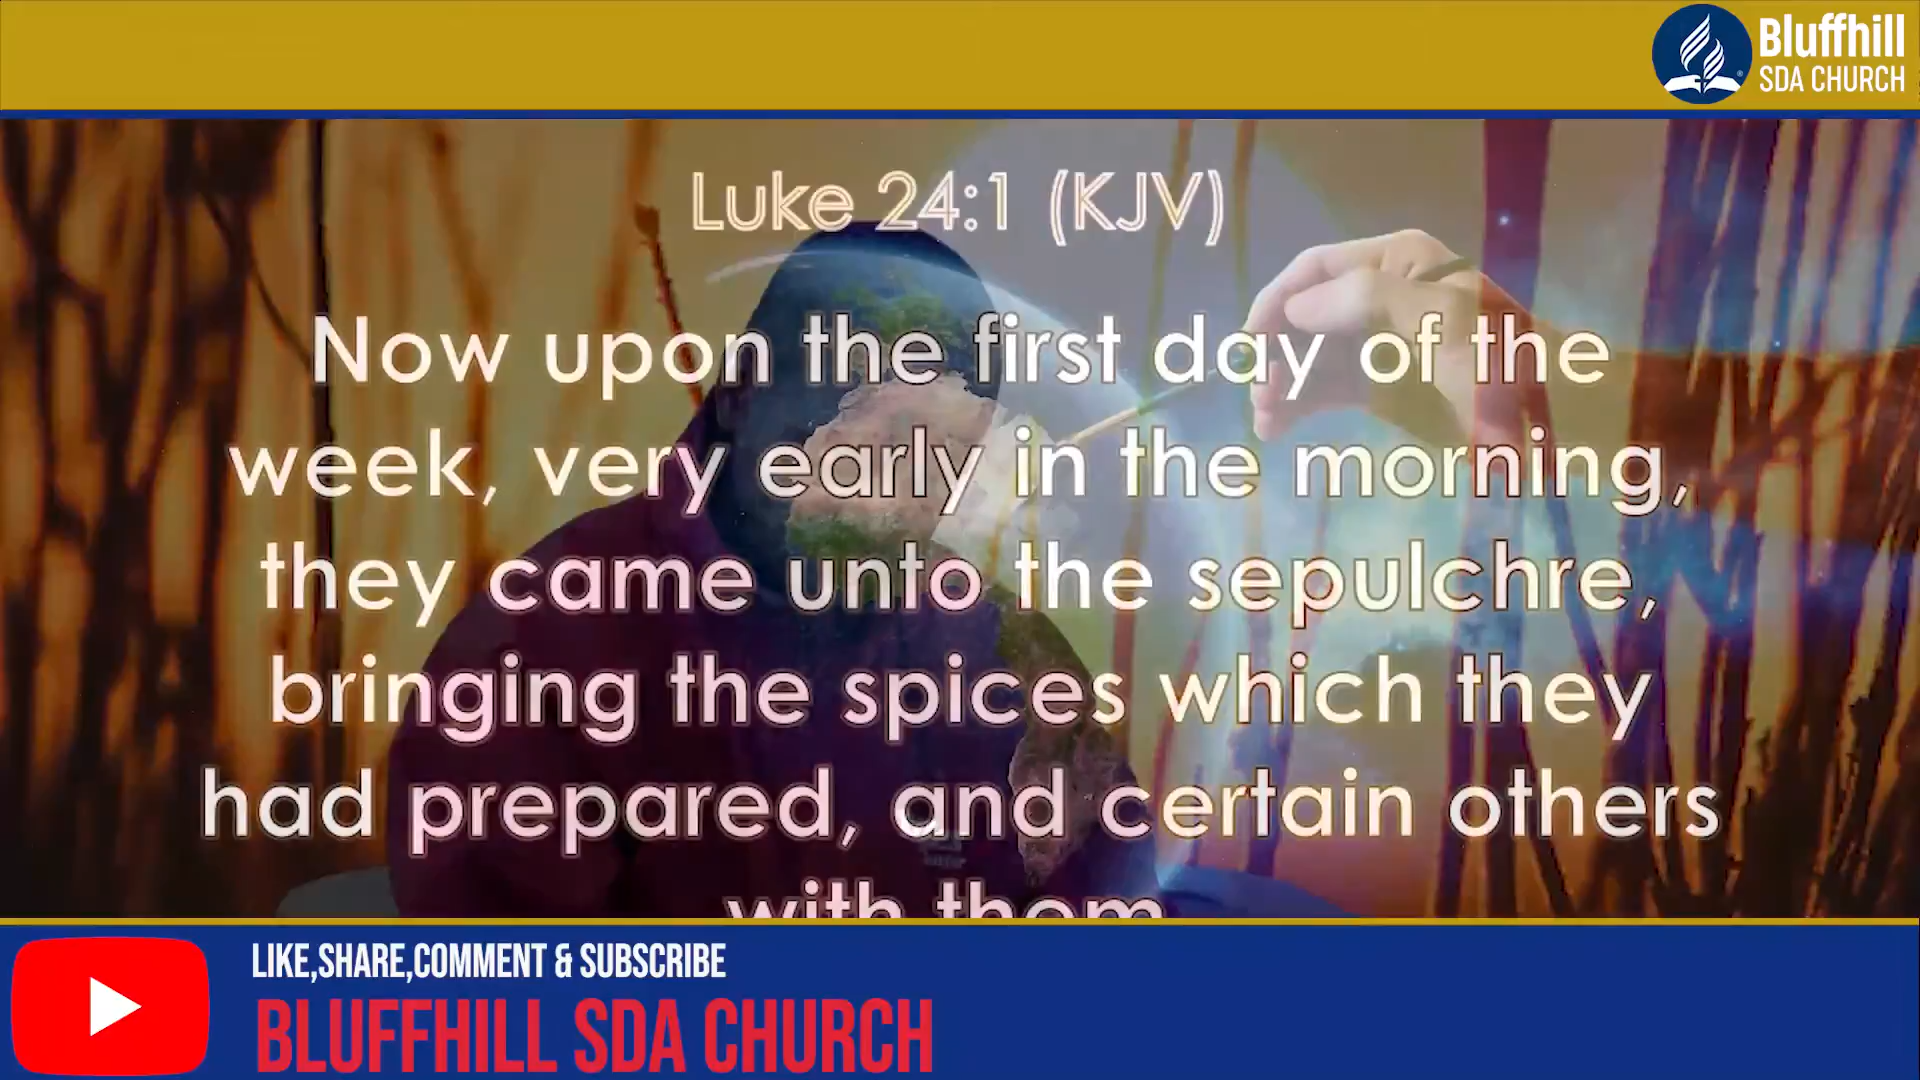 Bluffhill
SDA CHURCH
Luke 24:1 (KJV)
Now upon the first day of the
week, very early in the morning,
they came unto the sepulchre,
bringing the spices which they
had prepared, and certain others
with them
LIKE,SHARE,COMMENT & SUBSCRIBE
BLUFFHILL SDA CHURCH